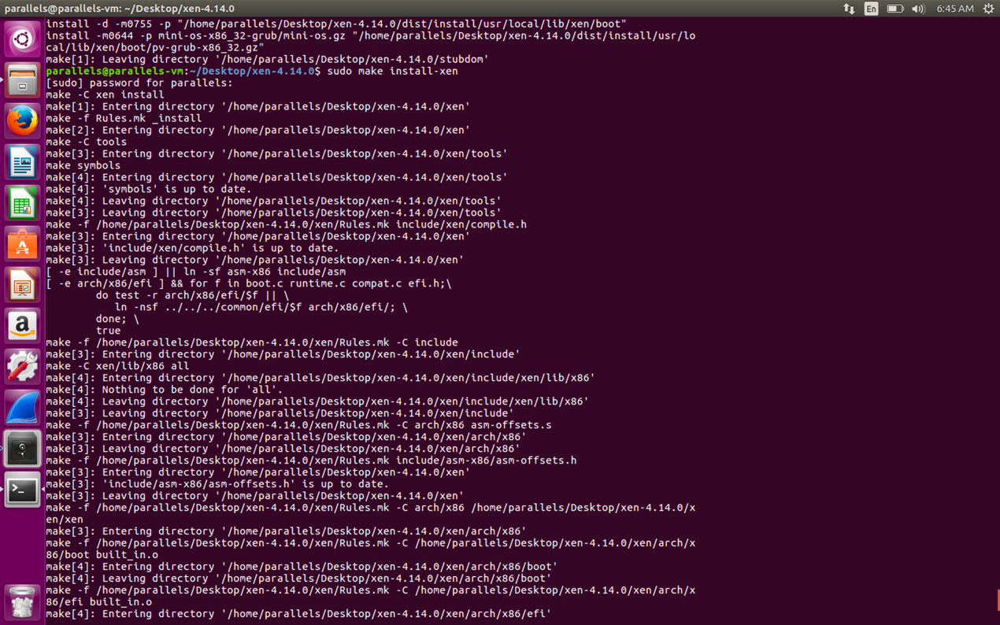 parallels@parallels-vm: ~/Desktop/xen-4.14.0
En
6:45 AM
install -d -m0755 -p "/home/parallels/Desktop/xen-4.14.0/dist/install/usr/local/lib/xen/boot"
install -m0644 -p mini-os-x86_32-grub/mini-os.gz "/home/parallels/Desktop/xen-4.14.0/dist/install/usr/lo
cal/lib/xen/boot/pv-grub-x86_32.gz"
make[1]: Leaving directory '/home/parallels/Desktop/xen-4.14.0/stubdom'
parallels@parallels-vm:~/Desktop/xen-4.14.0$ sudo make install-xen
[sudo] password for parallels:
make -C xen install
make[1]: Entering directory '/home/parallels/Desktop/xen-4.14.0/xen'
make -f Rules.mk _install
make[2]: Entering directory '/home/parallels/Desktop/xen-4.14.0/xen'
make -C tools
make[3]: Entering directory '/home/parallels/Desktop/xen-4.14.0/xen/tools'
make symbols
make[4]: Entering directory '/home/parallels/Desktop/xen-4.14.0/xen/tools'
make[4]: 'symbols' is up to date.
make[4]: Leaving directory '/home/parallels/Desktop/xen-4.14.0/xen/tools'
make[3]: Leaving directory '/home/parallels/Desktop/xen-4.14.0/xen/tools'
make -f /home/parallels/Desktop/xen-4.14.0/xen/Rules.mk include/xen/compile.h
make[3]: Entering directory '/home/parallels/Desktop/xen-4.14.0/xen'
make[3]: 'include/xen/compile.h' is up to date.
make[3]: Leaving directory '/home/parallels/Desktop/xen-4.14.0/xen'
[ -e include/asm ] || ln -sf asm-x86 include/asm
[ -e arch/x86/efi ] && for f in boot.c runtime.c compat.c efi.h;\
        do test -r arch/x86/efi/$f || \
           ln -nsf ../../../common/efi/$f arch/x86/efi/; \
        done; \
        true
make -f /home/parallels/Desktop/xen-4.14.0/xen/Rules.mk -C include
make[3]: Entering directory '/home/parallels/Desktop/xen-4.14.0/xen/include'
make -C xen/lib/x86 all
make[4]: Entering directory '/home/parallels/Desktop/xen-4.14.0/xen/include/xen/lib/x86'
make[4]: Nothing to be done for 'all'.
make[4]: Leaving directory '/home/parallels/Desktop/xen-4.14.0/xen/include/xen/lib/x86'
make[3]: Leaving directory '/home/parallels/Desktop/xen-4.14.0/xen/include'
make -f /home/parallels/Desktop/xen-4.14.0/xen/Rules.mk -C arch/x86 asm-offsets.s
make[3]: Entering directory '/home/parallels/Desktop/xen-4.14.0/xen/arch/x86'
make[3]: Leaving directory '/home/parallels/Desktop/xen-4.14.0/xen/arch/x86'
make -f /home/parallels/Desktop/xen-4.14.0/xen/Rules.mk include/asm-x86/asm-offsets.h
make[3]: Entering directory '/home/parallels/Desktop/xen-4.14.0/xen'
make[3]: 'include/asm-x86/asm-offsets.h' is up to date.
make[3]: Leaving directory '/home/parallels/Desktop/xen-4.14.0/xen'
make -f /home/parallels/Desktop/xen-4.14.0/xen/Rules.mk -C arch/x86 /home/parallels/Desktop/xen-4.14.0/x
en/xen
make[3]: Entering directory '/home/parallels/Desktop/xen-4.14.0/xen/arch/x86'
make -f /home/parallels/Desktop/xen-4.14.0/xen/Rules.mk -C /home/parallels/Desktop/xen-4.14.0/xen/arch/x
86/boot built_in.o
make[4]: Entering directory '/home/parallels/Desktop/xen-4.14.0/xen/arch/x86/boot'
make[4]: Leaving directory '/home/parallels/Desktop/xen-4.14.0/xen/arch/x86/boot'
make -f /home/parallels/Desktop/xen-4.14.0/xen/Rules.mk -C /home/parallels/Desktop/xen-4.14.0/xen/arch/x
86/efi built_in.o
make[4]: Entering directory '/home/parallels/Desktop/xen-4.14.0/xen/arch/x86/efi'